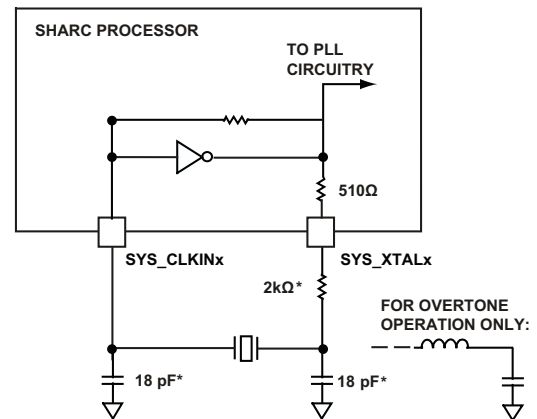 SHARC PROCESSOR
TO PLL
CIRCUITRY
510Ω
SYS_CLKINx
SYS_XTALx
2kΩ*
FOR OVERTONE
OPERATION ONLY:
18 pF*
18 pF*